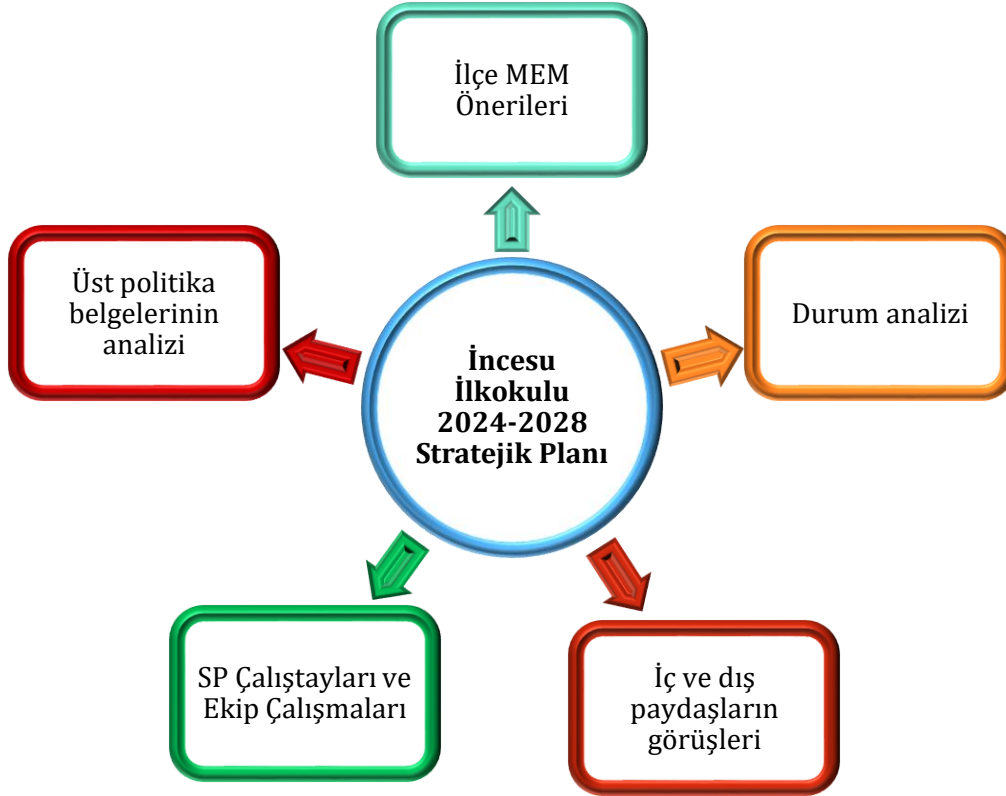 İlçe MEM
Önerileri
Üst politika
belgelerinin
analizi
Durum analizi
İncesu
İlkokulu
2024-2028
Stratejik Planı
SP Çalıştayları ve
Ekip Çalışmaları
İç ve dış
paydaşların
görüşleri